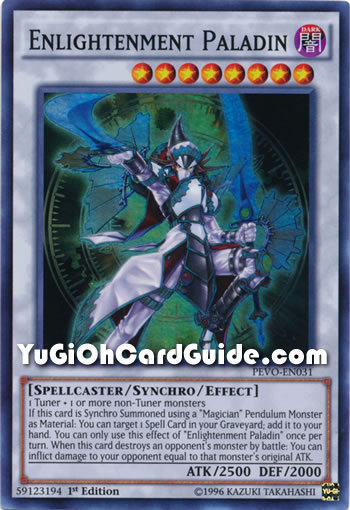 ENLIGHTENMENT PALADIN
DARK
闇
YuGiOhCardGuide.com
PEVO-EN031
[SPELLCASTER/SYNCHRO/EFFECT]
1 Tuner + 1 or more non-Tuner monsters
If this card is Synchro Summoned using a "Magician" Pendulum Monster
as Material: You can target 1 Spell Card in your Graveyard; add it to your
hand. You can only use this effect of "Enlightenment Paladin" once per
turn. When this card destroys an opponent's monster by battle: You can
inflict damage to your opponent equal to that monster's original ATK.
ATK/2500 DEF/2000
59123194 1st Edition ©1996 KAZUKI TAKAHASHI